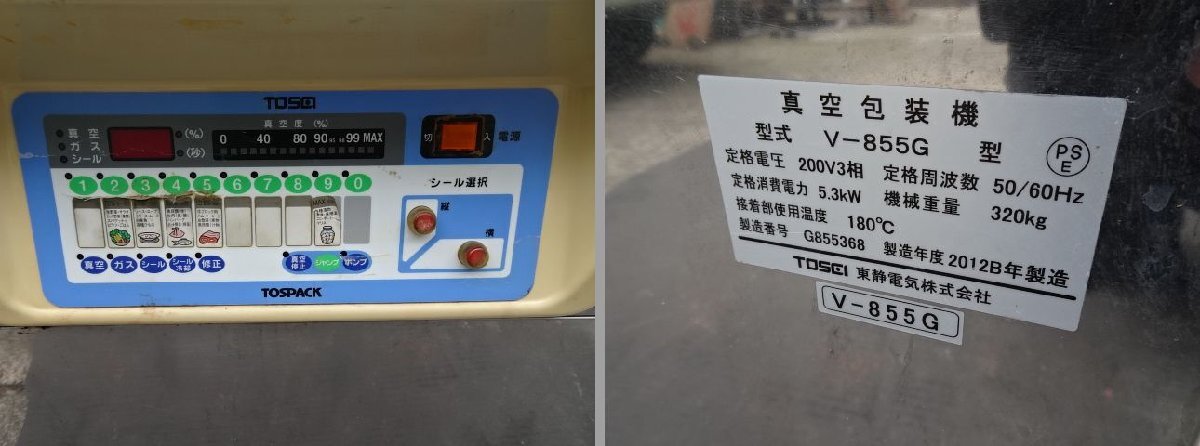 TOSEI
真空
ガス
シール
(%)
(秒)
真空度 (%)
0 40 80 90 95 98 99 MAX
切 入 電源
1 2 3 4 5 6 7 8 9 0
シール選択
縦
横
MAX
真空 ガス シール シール冷却 修正
真空停止 ジャンプ ポンプ
TOSPACK
真空包装機
型式 V-855G 型
PSE
定格電圧 200V3相 定格周波数 50/60Hz
定格消費電力 5.3kW 機械重量 320kg
接着部使用温度 180℃
製造番号 G855368 製造年度 2012B年製造
TOSEI 東静電気株式会社
V-855G